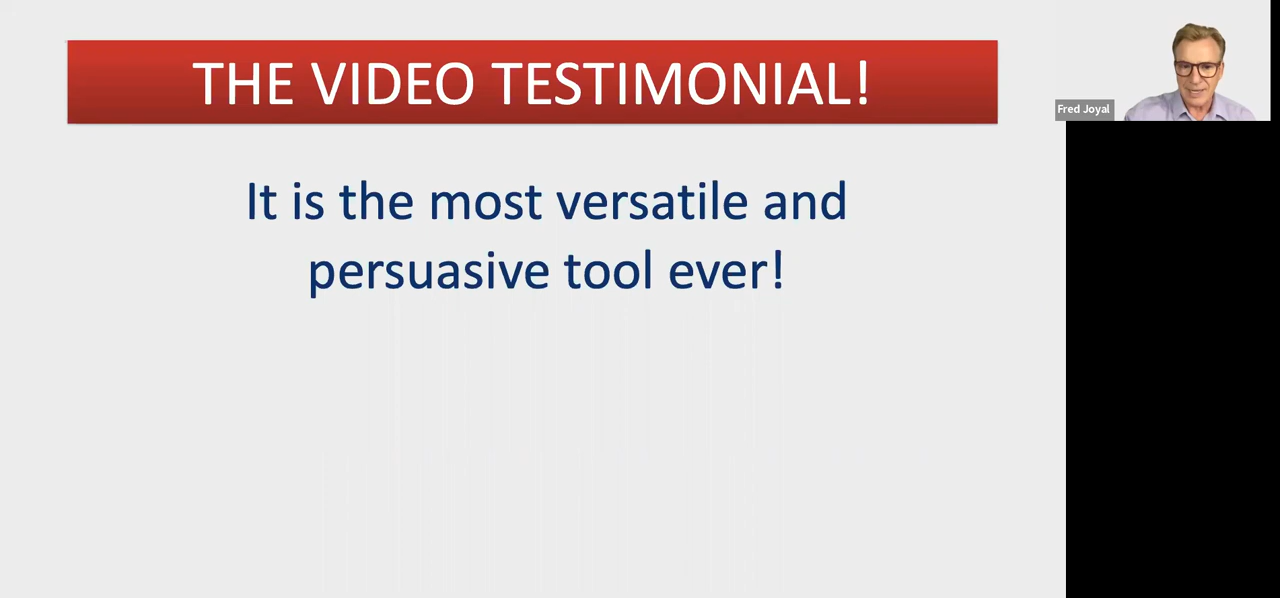 THE VIDEO TESTIMONIAL!
Fred Joyal
It is the most versatile and
persuasive tool ever!